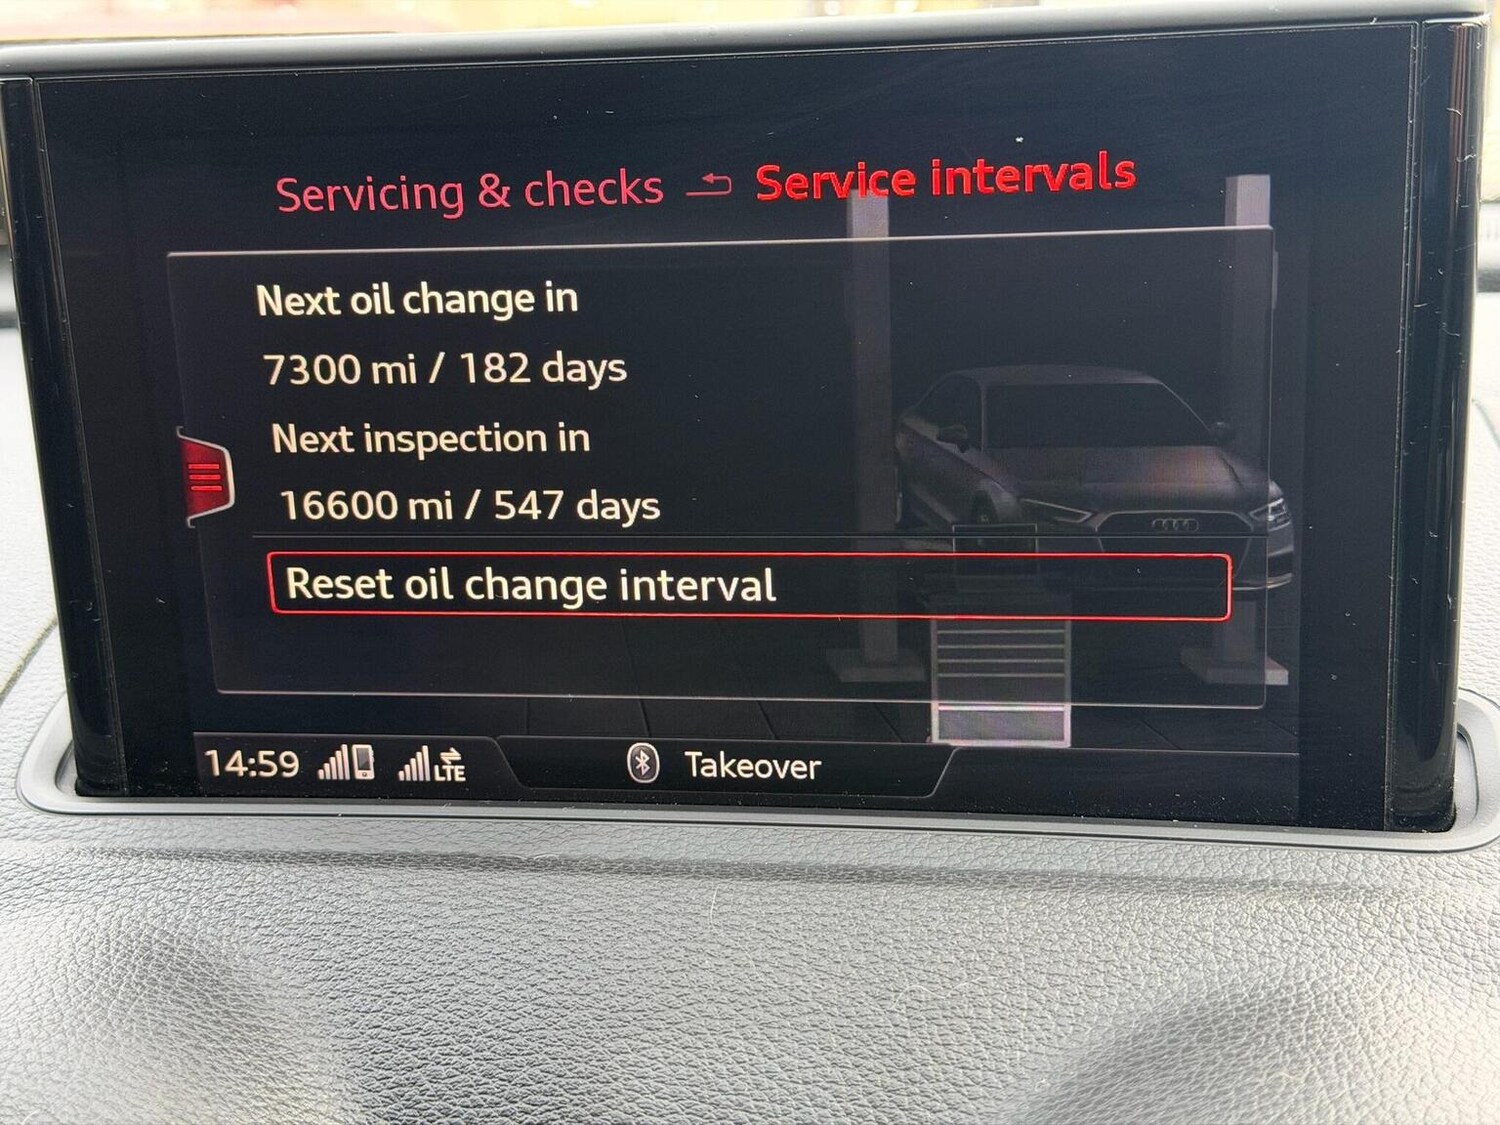 Servicing & checks Service intervals
Next oil change in
7300 mi / 182 days
Next inspection in
16600 mi / 547 days
Reset oil change interval
14:59 LTE Takeover